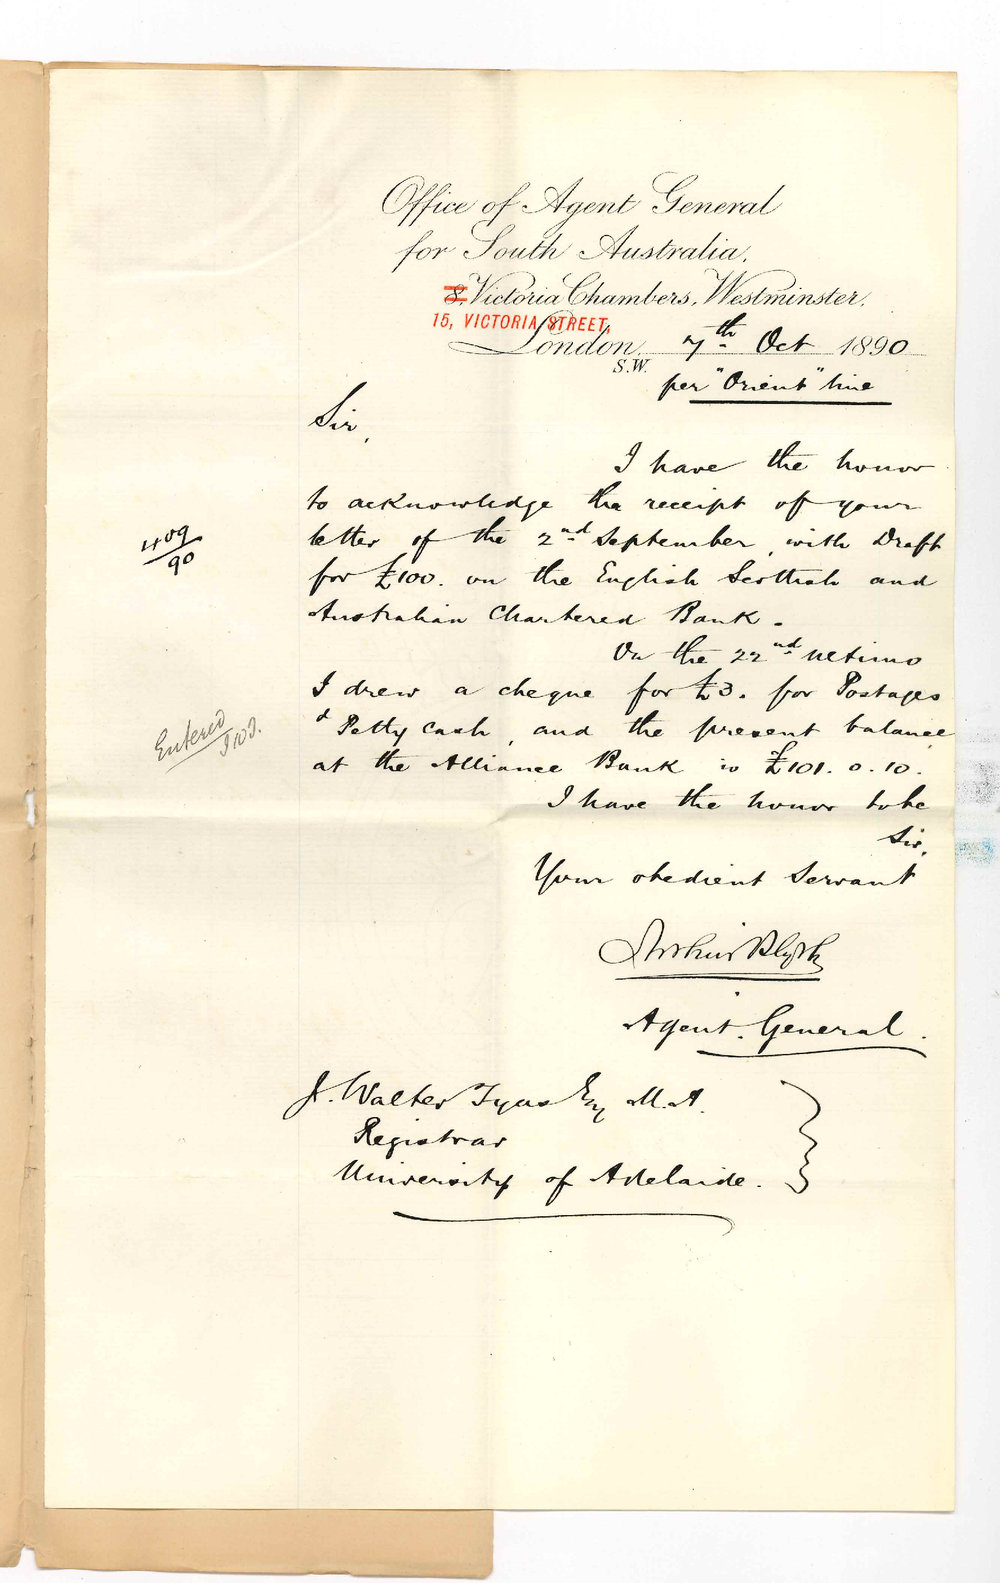 Office of Agent General
for South Australia.
8, Victoria Chambers, Westminster.
15, VICTORIA STREET,
London, 7th Oct 1890
S.W.
per "Orient" line
Sir,
I have the honor
to acknowledge the receipt of your
letter of the 2nd September, with Draft
for £100. on the English Scottish and
Australian Chartered Bank.
409/90
On the 22nd ultimo
I drew a cheque for £3. for Postages
& Petty Cash, and the present balance
at the Alliance Bank is £101. 0. 10.
Entered
I have the honor to be
Sir,
Your obedient Servant
Arthur Blyth
Agent. General.
J. Walter Tyas Esq M.A.
Registrar
University of Adelaide.